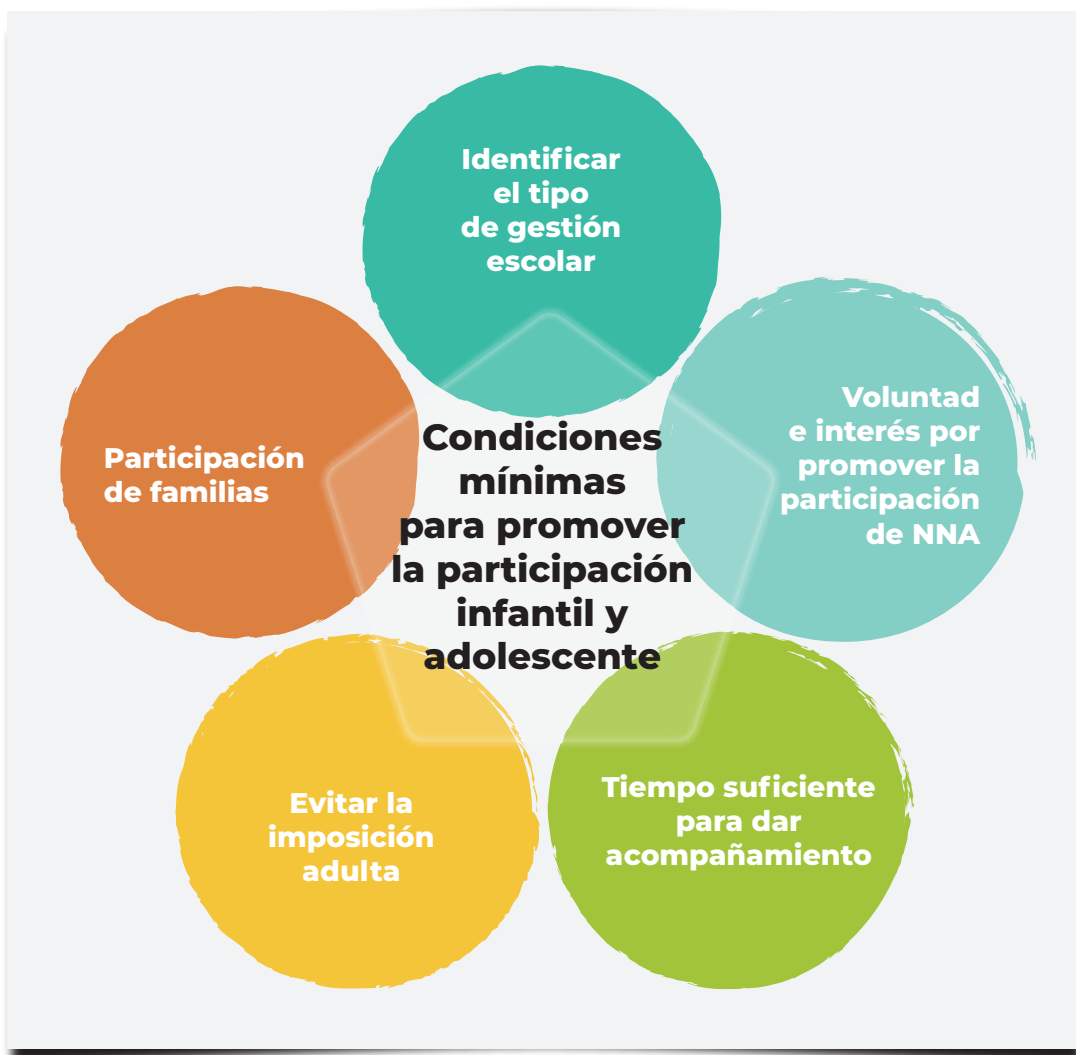 Identificar
el tipo
de gestión
escolar
Voluntad
e interés por
promover la
participación
de NNA
Tiempo suficiente
para dar
acompañamiento
Evitar la
imposición
adulta
Participación
de familias
Condiciones
mínimas
para promover
la participación
infantil y
adolescente